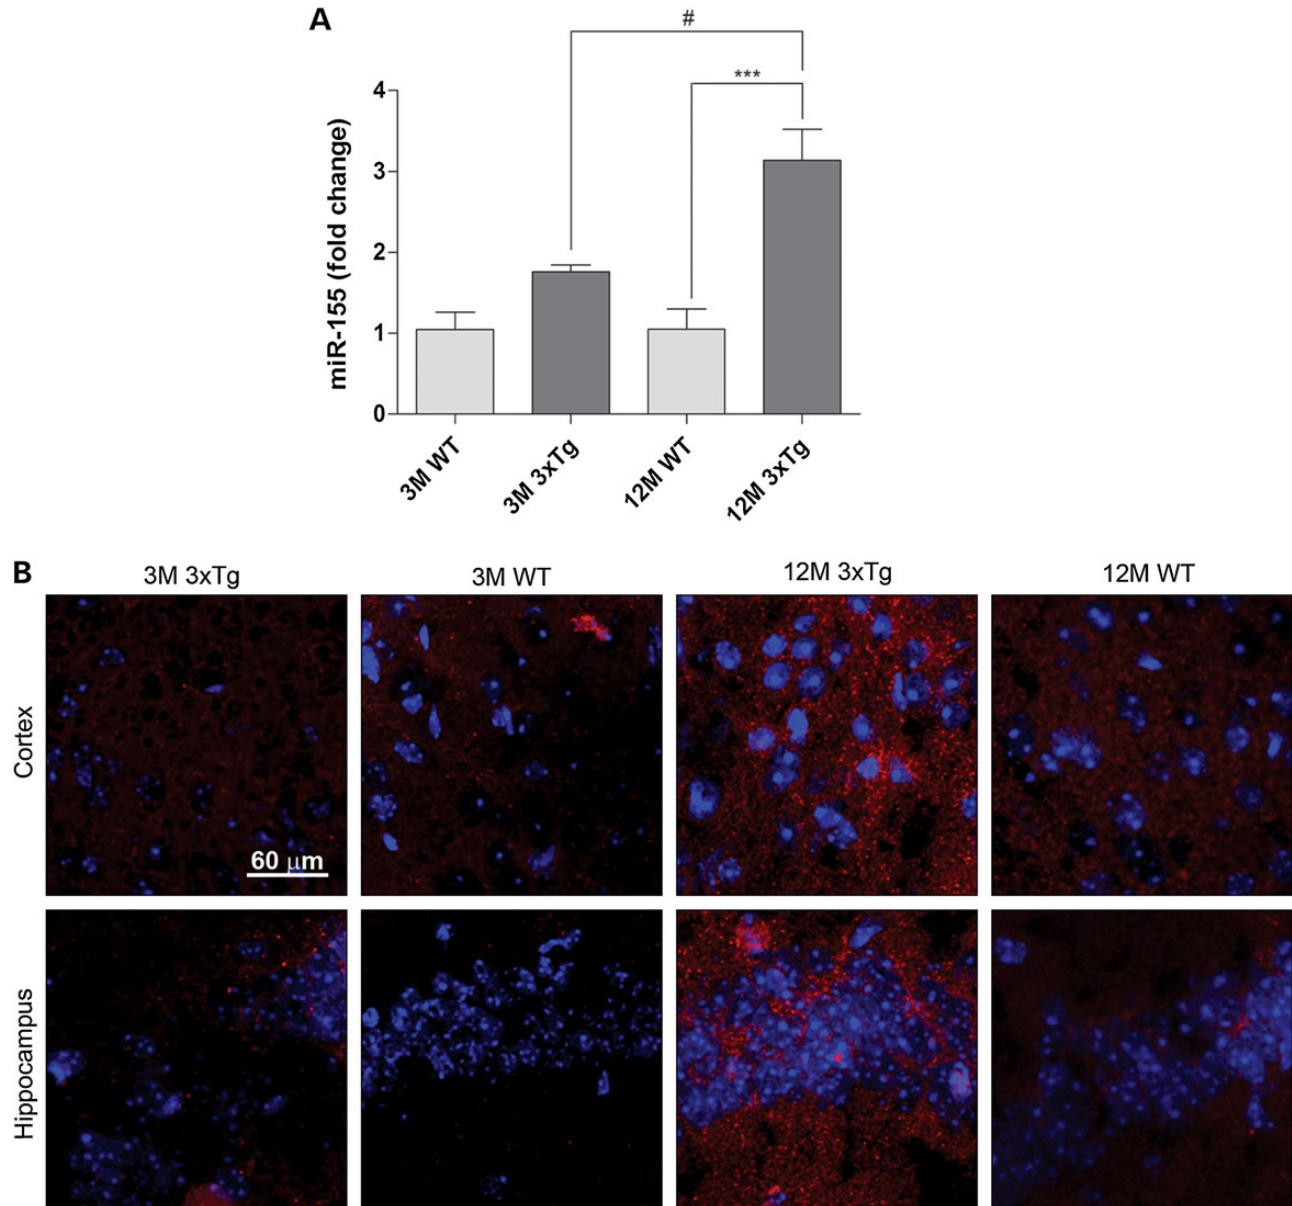 A
#
***
miR-155 (fold change)
4
3
2
1
0
3M WT
3M 3xTg
12M WT
12M 3xTg
B
3M 3xTg
3M WT
12M 3xTg
12M WT
Cortex
60 μm
Hippocampus